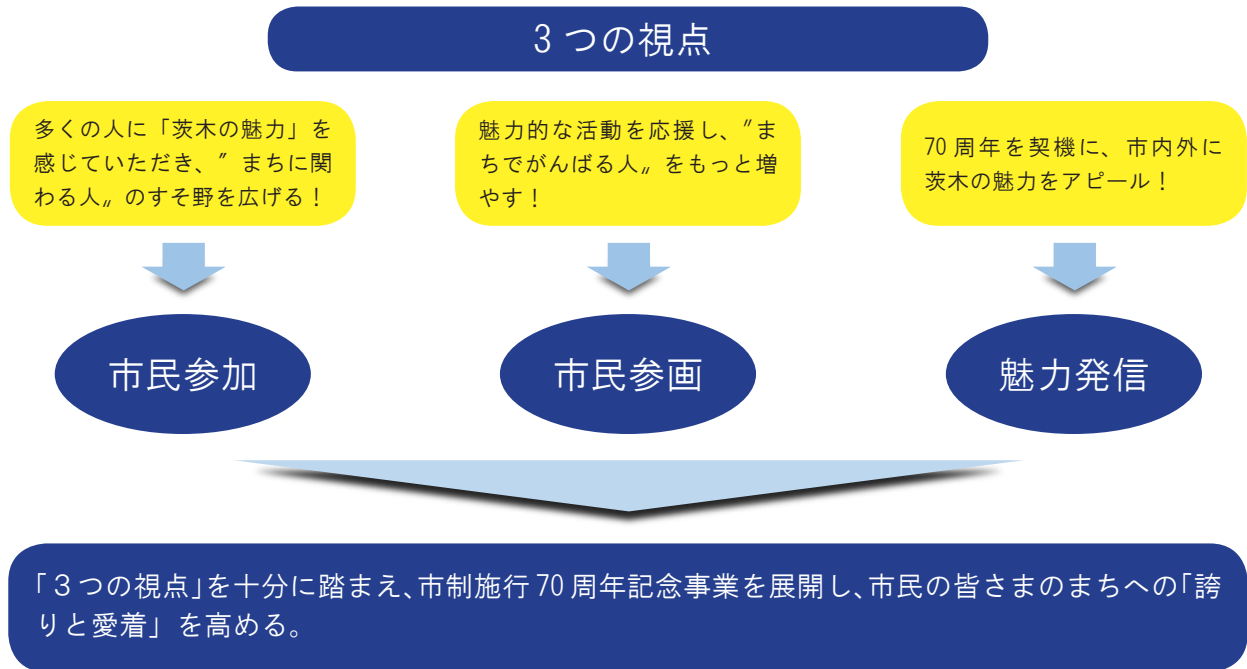 3つの視点
多くの人に「茨木の魅力」を
感じていただき、〝まちに関
わる人〟のすそ野を広げる！
魅力的な活動を応援し、〝ま
ちでがんばる人〟をもっと増
やす！
70周年を契機に、市内外に
茨木の魅力をアピール！
市民参加
市民参画
魅力発信
「３つの視点」を十分に踏まえ、市制施行70周年記念事業を展開し、市民の皆さまのまちへの「誇
りと愛着」を高める。